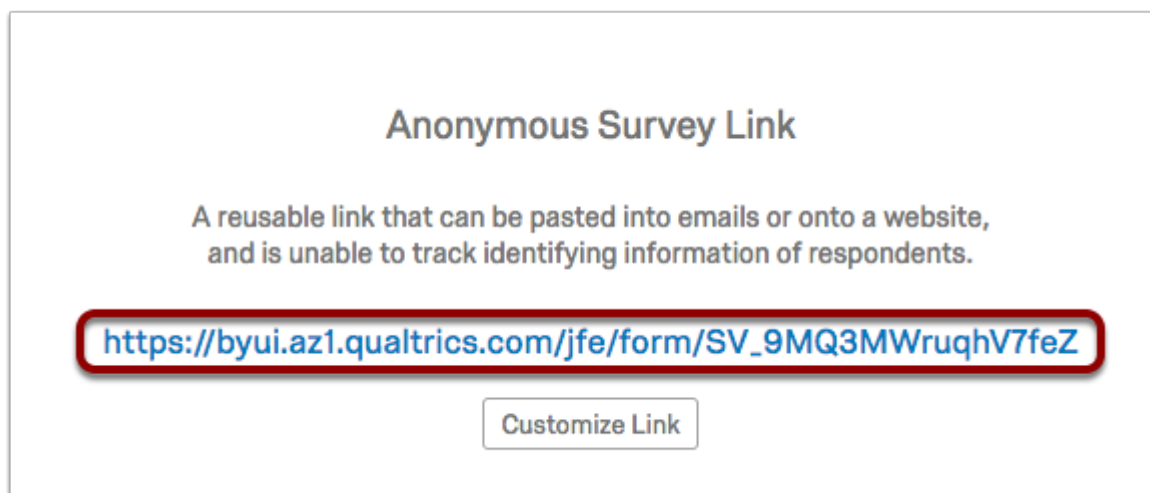 Anonymous Survey Link
A reusable link that can be pasted into emails or onto a website,
and is unable to track identifying information of respondents.
https://byui.az1.qualtrics.com/jfe/form/SV_9MQ3MWruqhV7feZ
Customize Link